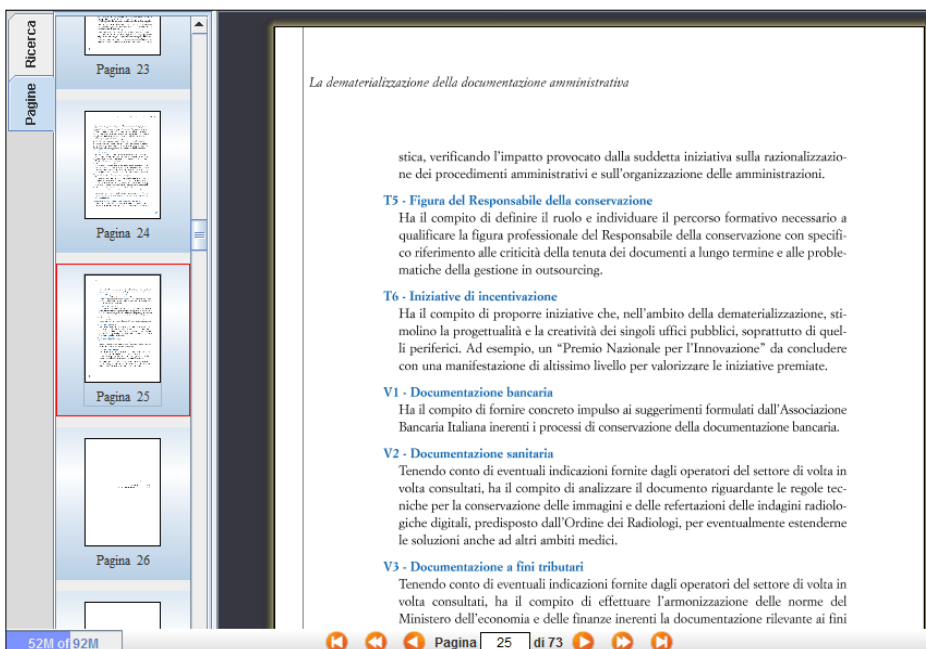 Ricerca
Pagine
Pagina 23
Pagina 24
Pagina 25
Pagina 26
La dematerializzazione della documentazione amministrativa
stica, verificando l'impatto provocato dalla suddetta iniziativa sulla razionalizzazio-
ne dei procedimenti amministrativi e sull'organizzazione delle amministrazioni.
T5 - Figura del Responsabile della conservazione
Ha il compito di definire il ruolo e individuare il percorso formativo necessario a
qualificare la figura professionale del Responsabile della conservazione con specifi-
co riferimento alle criticità della tenuta dei documenti a lungo termine e alle proble-
matiche della gestione in outsourcing.
T6 - Iniziative di incentivazione
Ha il compito di proporre iniziative che, nell'ambito della dematerializzazione, sti-
molino la progettualità e la creatività dei singoli uffici pubblici, soprattutto di quel-
li periferici. Ad esempio, un “Premio Nazionale per l'Innovazione” da concludere
con una manifestazione di altissimo livello per valorizzare le iniziative premiate.
V1 - Documentazione bancaria
Ha il compito di fornire concreto impulso ai suggerimenti formulati dall'Associazione
Bancaria Italiana inerenti i processi di conservazione della documentazione bancaria.
V2 - Documentazione sanitaria
Tenendo conto di eventuali indicazioni fornite dagli operatori del settore di volta in
volta consultati, ha il compito di analizzare il documento riguardante le regole tec-
niche per la conservazione delle immagini e delle refertazioni delle indagini radiolo-
giche digitali, predisposto dall'Ordine dei Radiologi, per eventualmente estenderne
le soluzioni anche ad altri ambiti medici.
V3 - Documentazione a fini tributari
Tenendo conto di eventuali indicazioni fornite dagli operatori del settore di volta in
volta consultati, ha il compito di effettuare l'armonizzazione delle norme del
Ministero dell'economia e delle finanze inerenti la documentazione rilevante ai fini
52M of 92M
Pagina 25 di 73